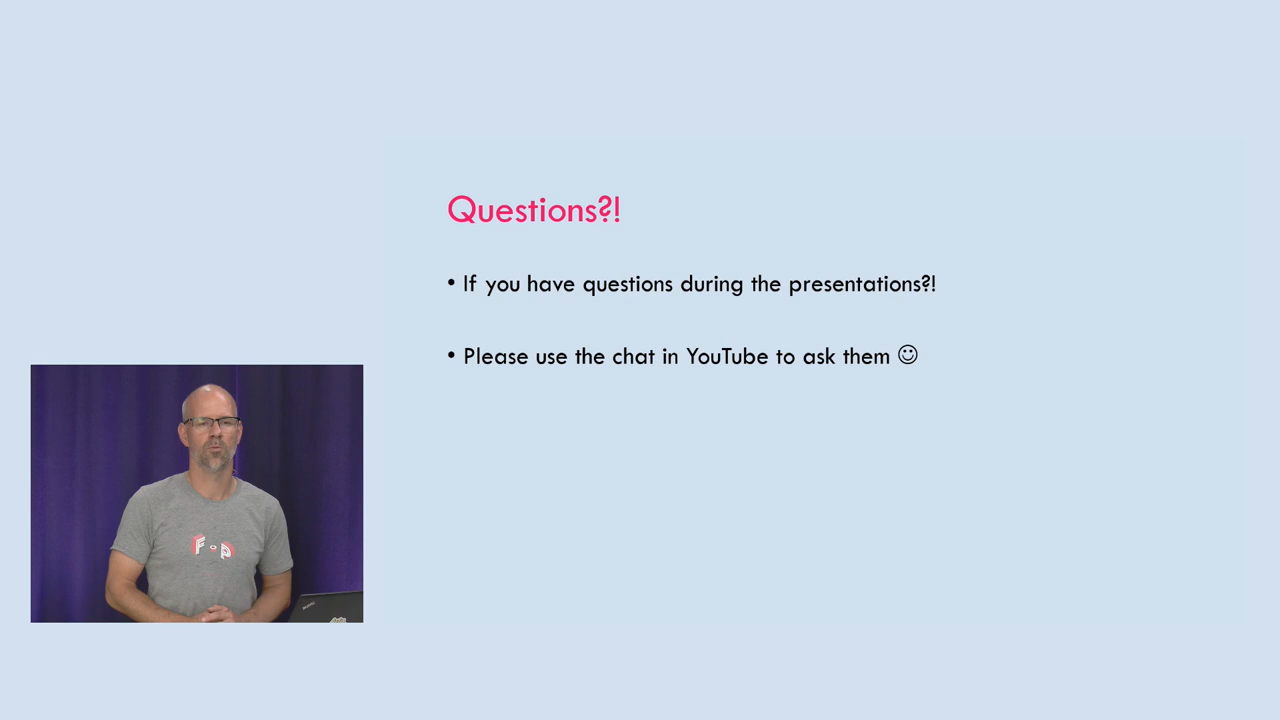 Questions?!
• If you have questions during the presentations?!
• Please use the chat in YouTube to ask them ☺